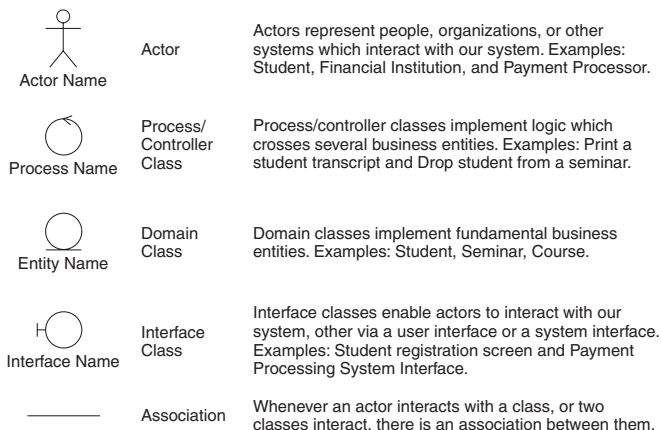 Actor Name
Actor
Actors represent people, organizations, or other
systems which interact with our system. Examples:
Student, Financial Institution, and Payment Processor.
Process Name
Process/
Controller
Class
Process/controller classes implement logic which
crosses several business entities. Examples: Print a
student transcript and Drop student from a seminar.
Entity Name
Domain
Class
Domain classes implement fundamental business
entities. Examples: Student, Seminar, Course.
Interface Name
Interface
Class
Interface classes enable actors to interact with our
system, other via a user interface or a system interface.
Examples: Student registration screen and Payment
Processing System Interface.
Association
Whenever an actor interacts with a class, or two
classes interact, there is an association between them.